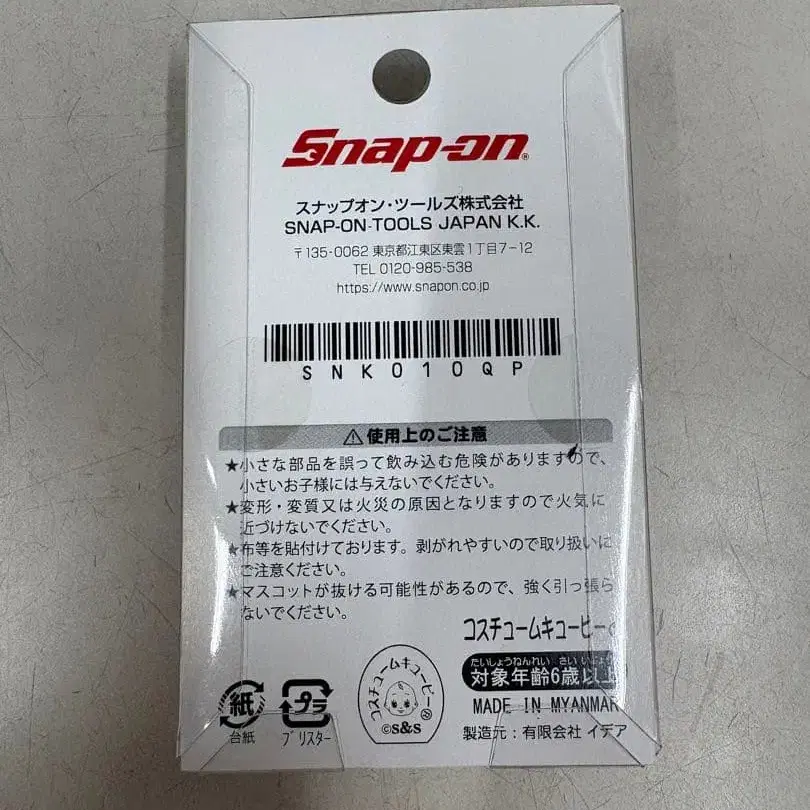 Snap-on®
スナップオン・ツールズ株式会社
SNAP-ON TOOLS JAPAN K.K.
〒135-0062 東京都江東区東雲1丁目7-12
TEL 0120-985-538
https://www.snapon.co.jp
SNK010QP
⚠使用上のご注意
★小さな部品を誤って飲み込む危険がありますので、
小さいお子様には与えないでください。
★変形・変質又は火災の原因となりますので火気に
近づけないでください。
★布等を貼付けております。剥がれやすいので取り扱いに
ご注意ください。
★マスコットが抜ける可能性があるので、強く引っ張ら
ないでください。
コスチュームキューピー®
たいしょうねんれい さい いじょう
対象年齢6歳以上
MADE IN MYANMAR
製造元:有限会社 イデア
紙
台紙
プラ
ブリスター
コスチュームキューピー®
©S&S